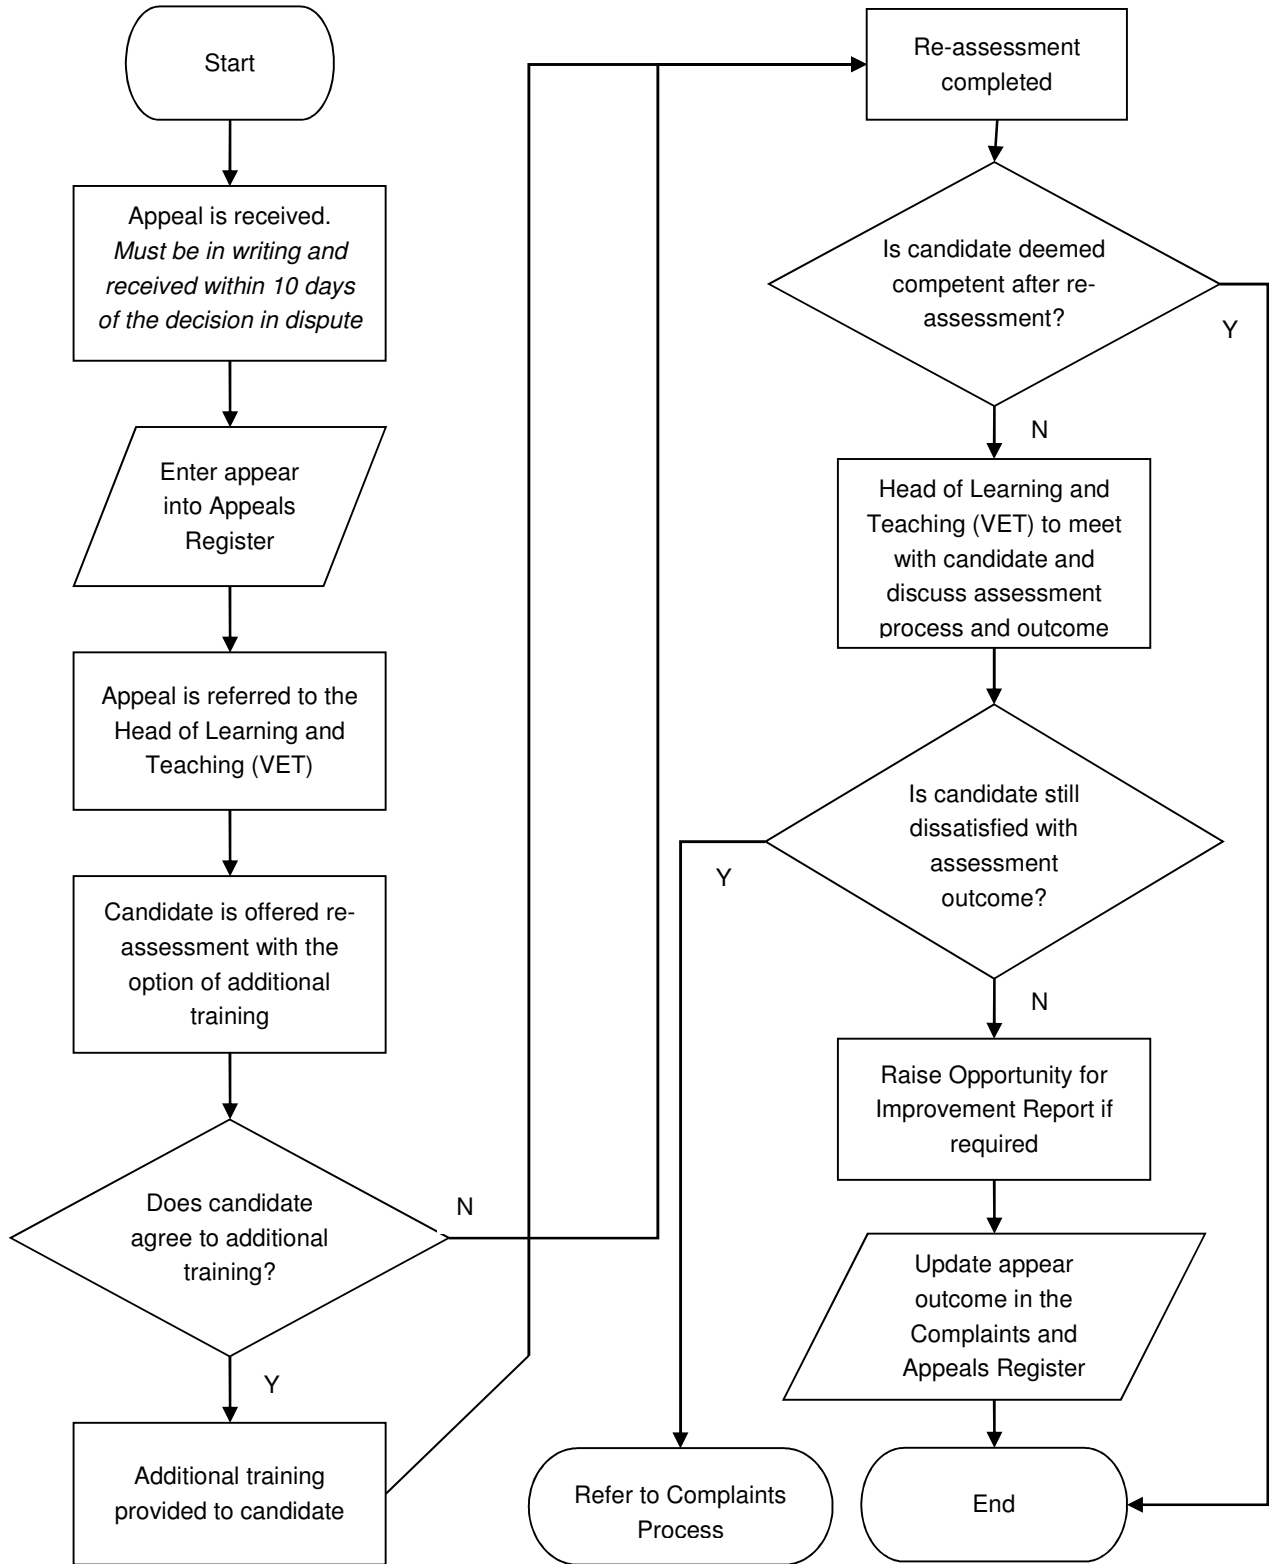 Start
Appeal is received.
Must be in writing and
received within 10 days
of the decision in dispute
Enter appear
into Appeals
Register
Appeal is referred to the
Head of Learning and
Teaching (VET)
Candidate is offered re-
assessment with the
option of additional
training
Does candidate
agree to additional
training?
N
Y
Additional training
provided to candidate
Re-assessment
completed
Is candidate deemed
competent after re-
assessment?
Y
N
Head of Learning and
Teaching (VET) to meet
with candidate and
discuss assessment
process and outcome
Is candidate still
dissatisfied with
assessment
outcome?
Y
N
Raise Opportunity for
Improvement Report if
required
Update appear
outcome in the
Complaints and
Appeals Register
Refer to Complaints
Process
End